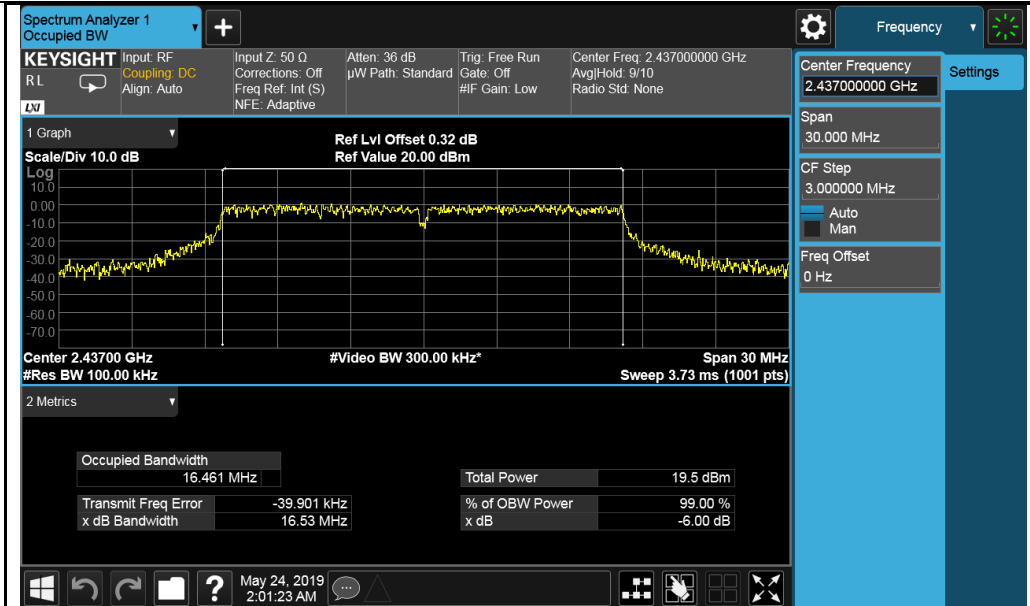 Spectrum Analyzer 1
Occupied BW
+
Frequency
KEYSIGHT
R L
LXI
Input: RF
Coupling: DC
Align: Auto
Input Z: 50 Ω
Corrections: Off
Freq Ref: Int (S)
NFE: Adaptive
Atten: 36 dB
µW Path: Standard
Trig: Free Run
Gate: Off
#IF Gain: Low
Center Freq: 2.437000000 GHz
Avg|Hold: 9/10
Radio Std: None
Center Frequency
2.437000000 GHz
Span
30.000 MHz
CF Step
3.000000 MHz
Auto
Man
Freq Offset
0 Hz
Settings
1 Graph
Scale/Div 10.0 dB
Ref Lvl Offset 0.32 dB
Ref Value 20.00 dBm
Log
10.0
0.00
-10.0
-20.0
-30.0
-40.0
-50.0
-60.0
-70.0
Center 2.43700 GHz
#Res BW 100.00 kHz
#Video BW 300.00 kHz*
Span 30 MHz
Sweep 3.73 ms (1001 pts)
2 Metrics
Occupied Bandwidth
16.461 MHz
Total Power 19.5 dBm
Transmit Freq Error -39.901 kHz
% of OBW Power 99.00 %
x dB Bandwidth 16.53 MHz
x dB -6.00 dB
?
May 24, 2019
2:01:23 AM